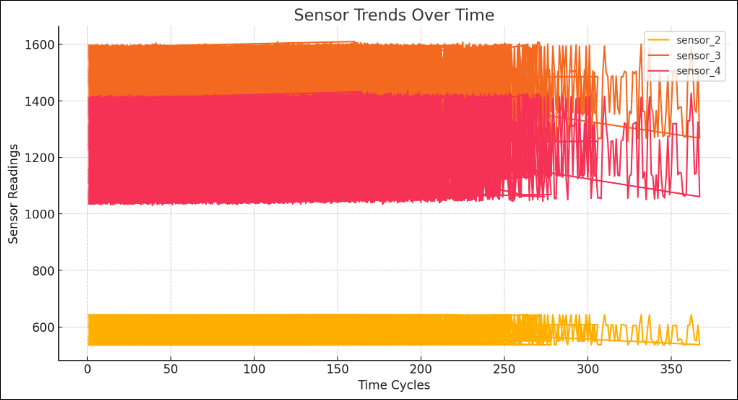 Sensor Trends Over Time
1600
1400
1200
1000
800
600
Sensor Readings
sensor_2
sensor_3
sensor_4
0 50 100 150 200 250 300 350
Time Cycles